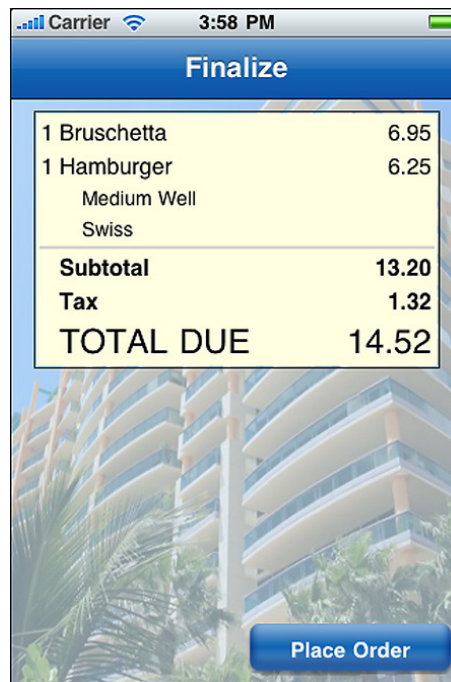 Carrier 3:58 PM
Finalize
1 Bruschetta 6.95
1 Hamburger 6.25
Medium Well
Swiss
Subtotal 13.20
Tax 1.32
TOTAL DUE 14.52
Place Order